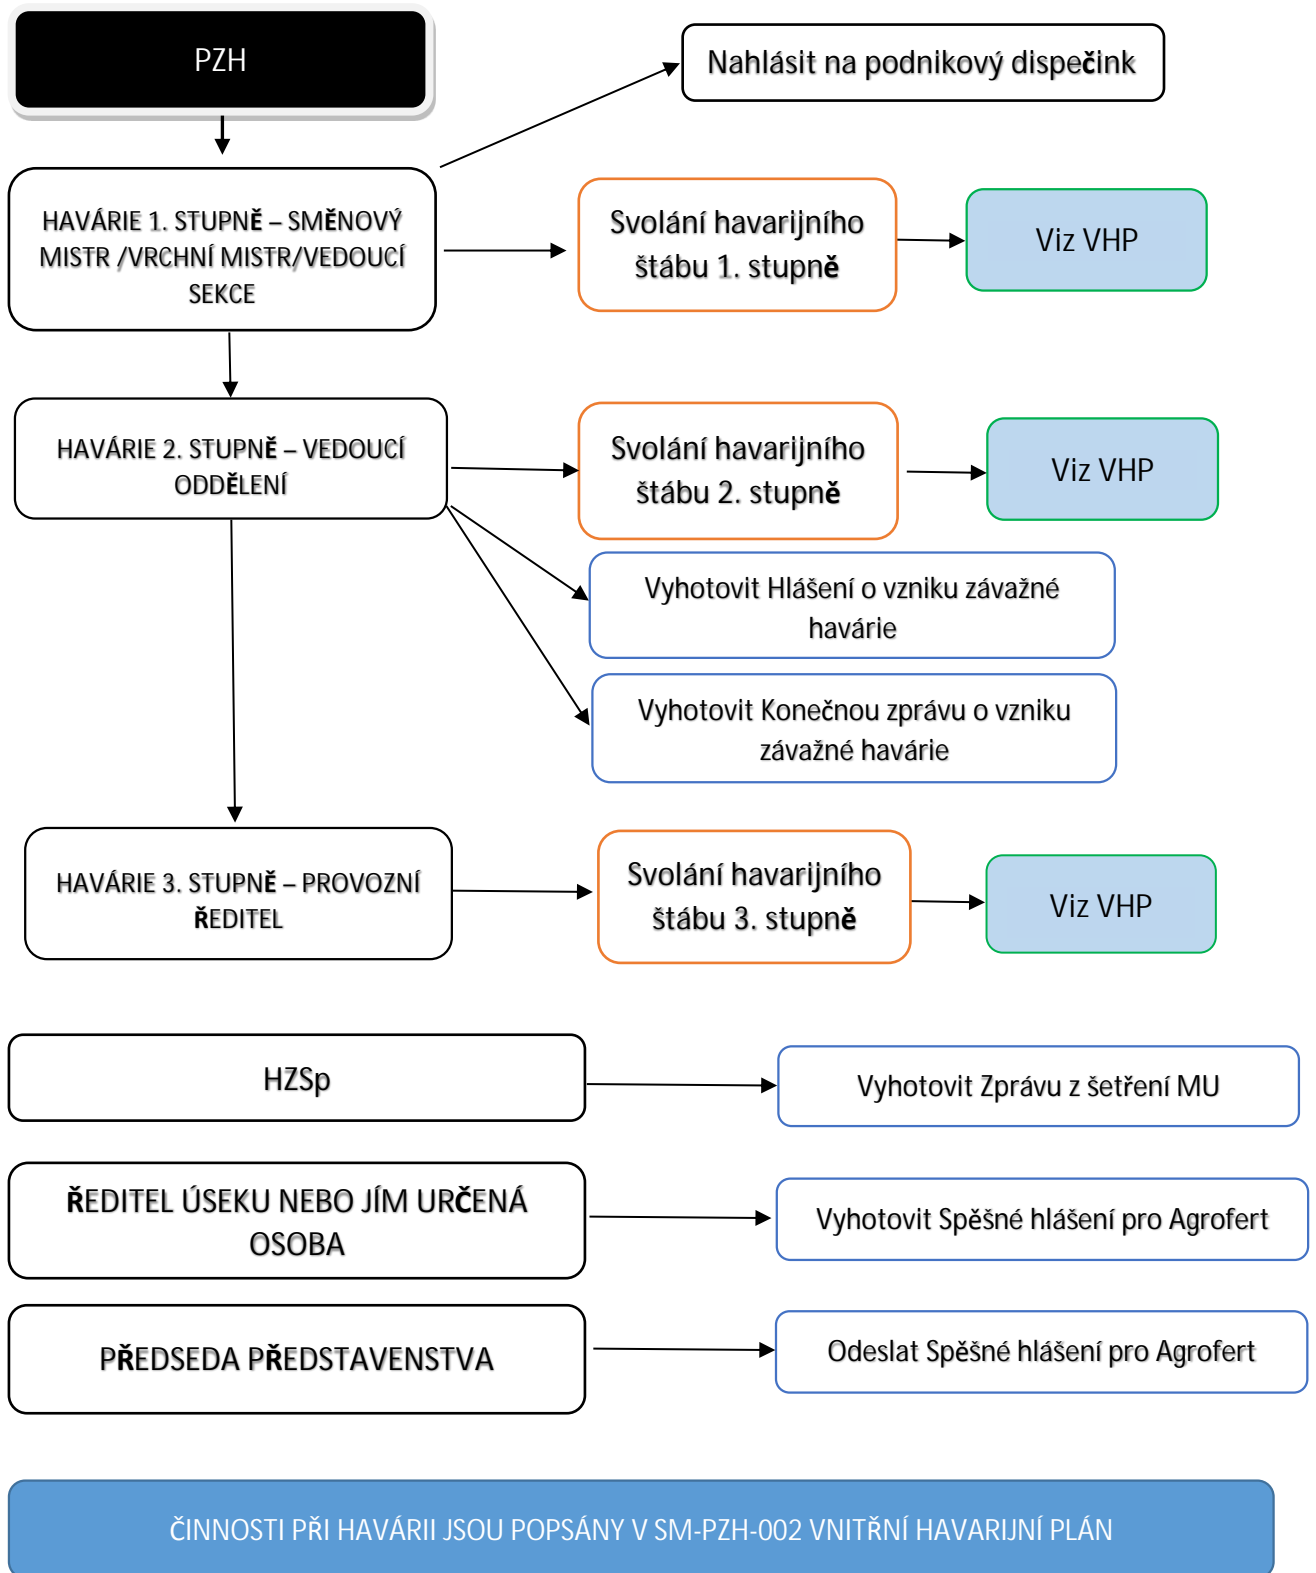 PZH
Nahlásit na podnikový dispečink
HAVÁRIE 1. STUPNĚ – SMĚNOVÝ
MISTR /VRCHNÍ MISTR/VEDOUCÍ
SEKCE
Svolání havarijního
štábu 1. stupně
Viz VHP
HAVÁRIE 2. STUPNĚ – VEDOUCÍ
ODDĚLENÍ
Svolání havarijního
štábu 2. stupně
Viz VHP
Vyhotovit Hlášení o vzniku závažné
havárie
Vyhotovit Konečnou zprávu o vzniku
závažné havárie
HAVÁRIE 3. STUPNĚ – PROVOZNÍ
ŘEDITEL
Svolání havarijního
štábu 3. stupně
Viz VHP
HZSp
Vyhotovit Zprávu z šetření MU
ŘEDITEL ÚSEKU NEBO JÍM URČENÁ
OSOBA
Vyhotovit Spěšné hlášení pro Agrofert
PŘEDSEDA PŘEDSTAVENSTVA
Odeslat Spěšné hlášení pro Agrofert
ČINNOSTI PŘI HAVÁRII JSOU POPSÁNY V SM-PZH-002 VNITŘNÍ HAVARIJNÍ PLÁN